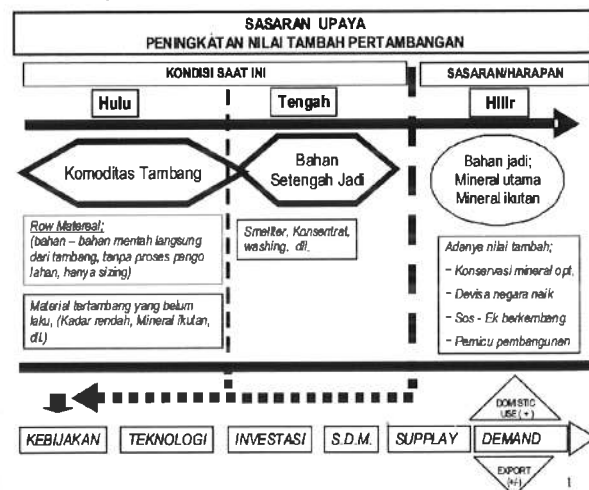 SASARAN UPAYA
PENINGKATAN NILAI TAMBAH PERTAMBANGAN
KONDISI SAAT INI
SASARAN/HARAPAN
Hulu
Tengah
Hilir
Komoditas Tambang
Bahan
Setengah Jadi
Bahan jadi;
Mineral utama
Mineral ikutan
Row Matereal;
(bahan – bahan mentah langsung
dari tambang, tanpa proses pengo
lahan, hanya sizing)
Material tertambang yang belum
laku, (Kadar rendah, Mineral ikutan,
dll.)
Smelter, Konsentrat,
washing, dll.
Adanya nilai tambah;
- Konservasi mineral opt.
- Devisa negara naik
- Sos - Ek berkembang
- Pemicu pembangunan
KEBIJAKAN
TEKNOLOGI
INVESTASI
S.D.M.
SUPPLAY
DOMISTIC
USE (+)
DEMAND
EXPORT
(+/-)
1